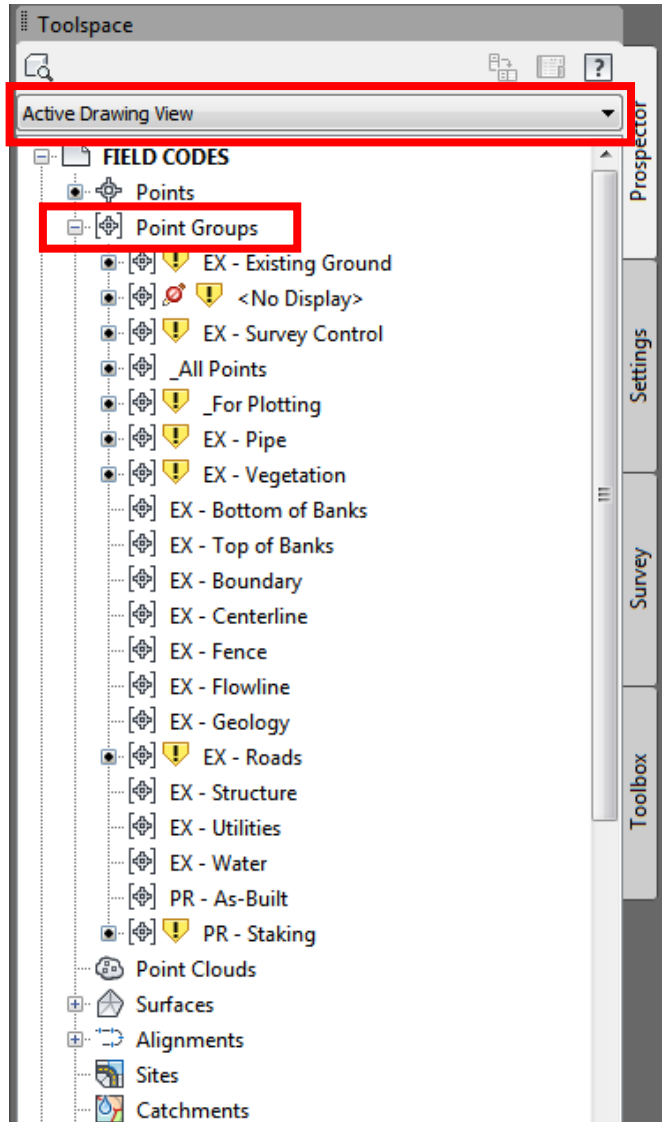 Toolspace
?
Active Drawing View
FIELD CODES
Points
Point Groups
EX - Existing Ground
<No Display>
EX - Survey Control
_All Points
_For Plotting
EX - Pipe
EX - Vegetation
EX - Bottom of Banks
EX - Top of Banks
EX - Boundary
EX - Centerline
EX - Fence
EX - Flowline
EX - Geology
EX - Roads
EX - Structure
EX - Utilities
EX - Water
PR - As-Built
PR - Staking
Point Clouds
Surfaces
Alignments
Sites
Catchments
Prospector
Settings
Survey
Toolbox